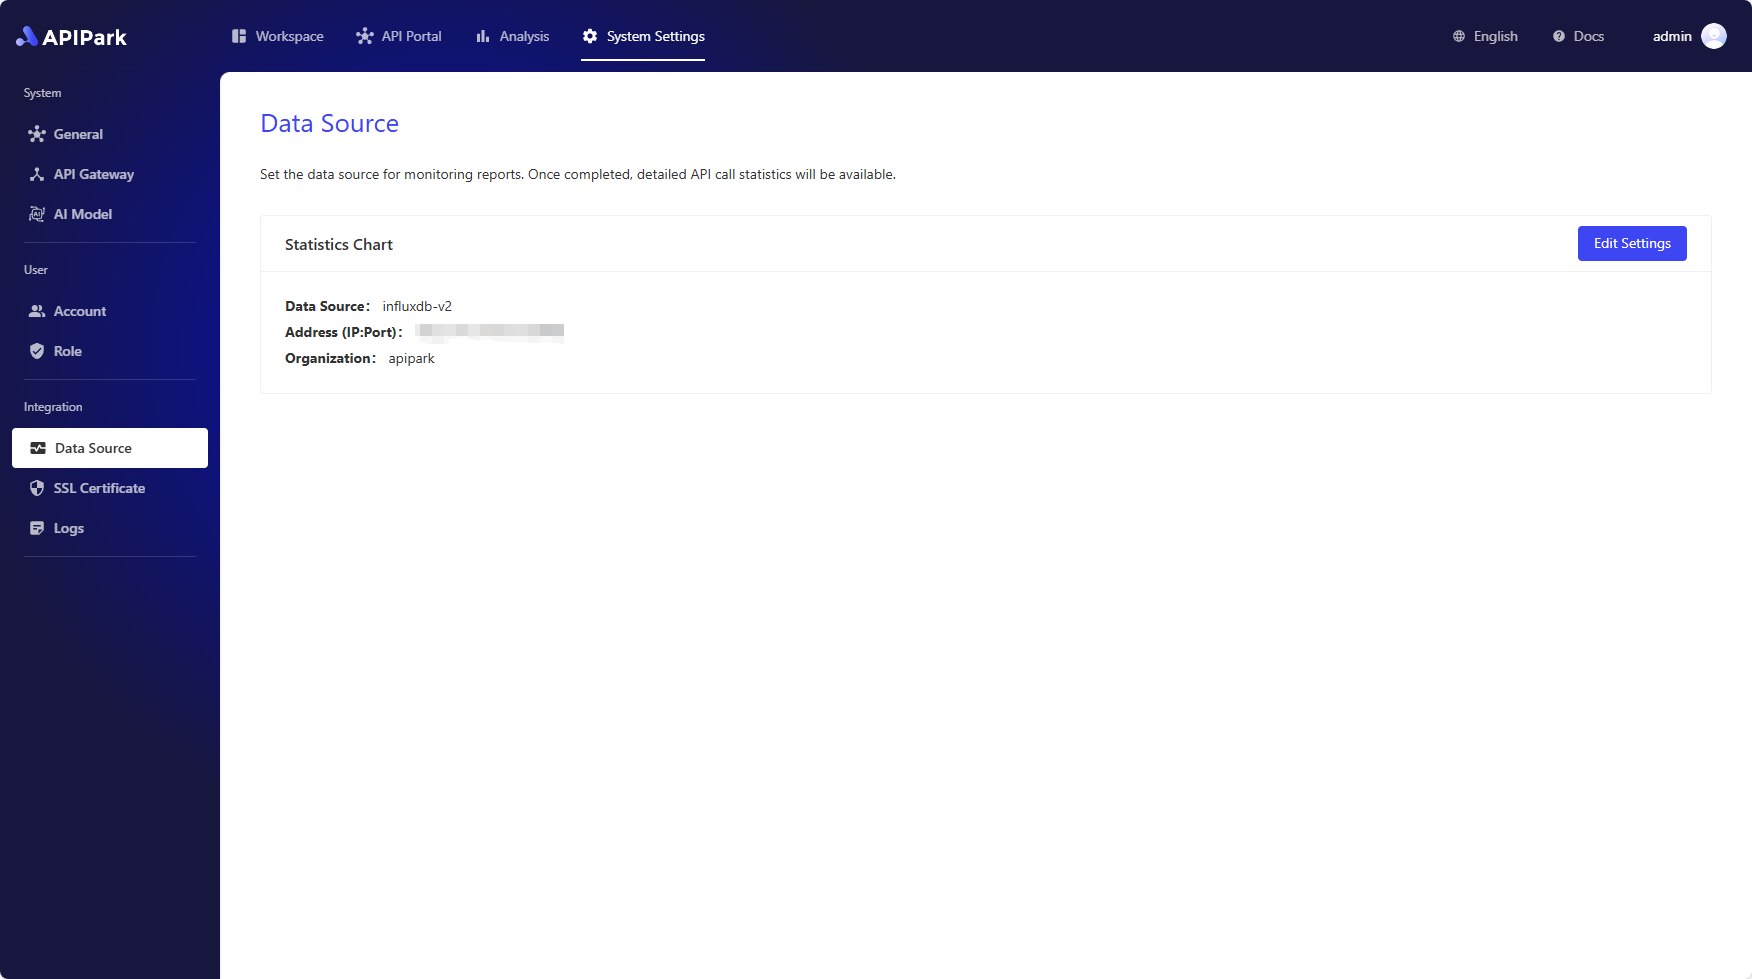 APIPark
Workspace
API Portal
Analysis
System Settings
English
Docs
admin
System
General
API Gateway
AI Model
User
Account
Role
Integration
Data Source
SSL Certificate
Logs
Data Source
Set the data source for monitoring reports. Once completed, detailed API call statistics will be available.
Statistics Chart
Edit Settings
Data Source： influxdb-v2
Address (IP:Port)：
Organization： apipark